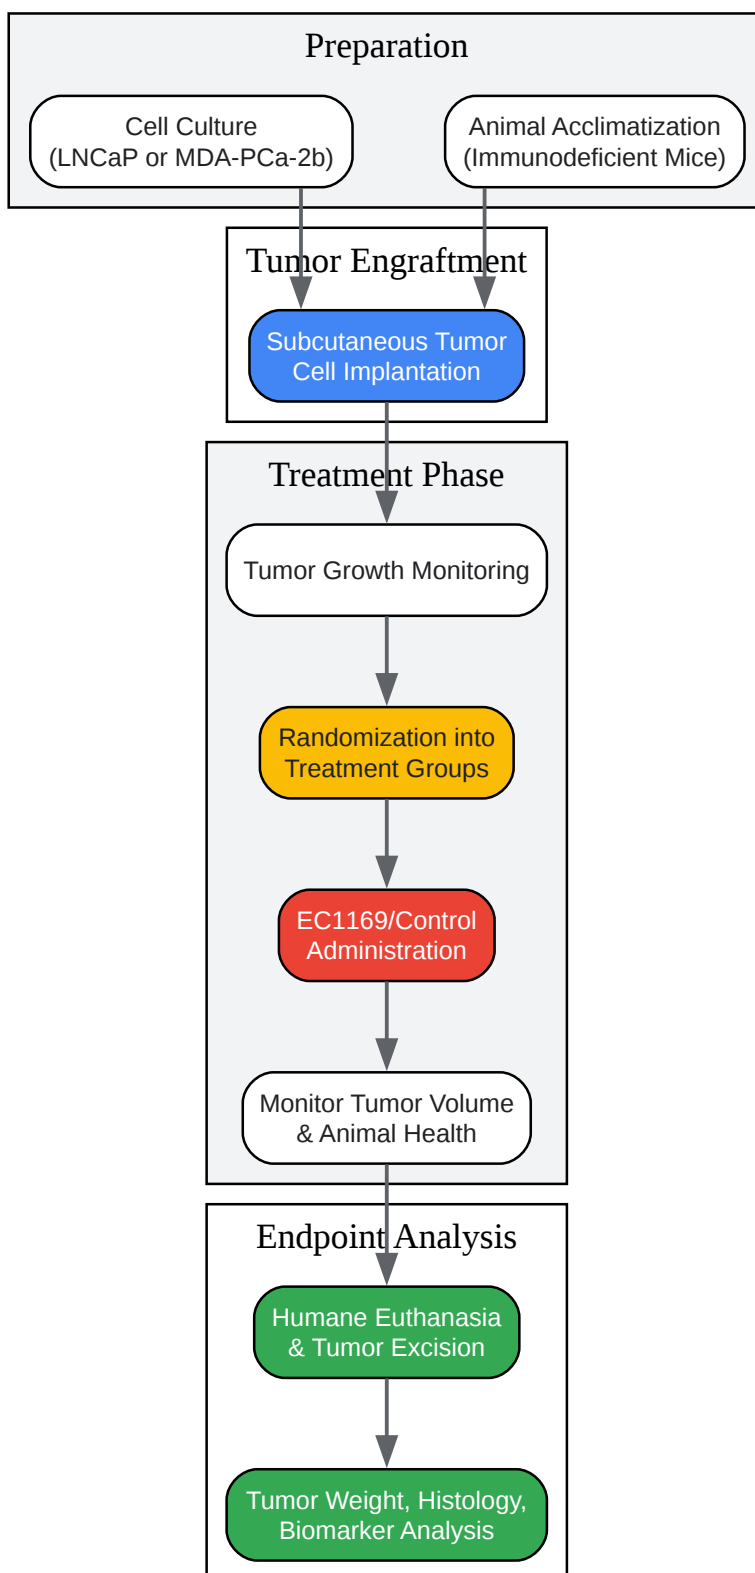 Preparation
Cell Culture
(LNCaP or MDA-PCa-2b)
Animal Acclimatization
(Immunodeficient Mice)
Tumor Engraftment
Subcutaneous Tumor
Cell Implantation
Treatment Phase
Tumor Growth Monitoring
Randomization into
Treatment Groups
EC1169/Control
Administration
Monitor Tumor Volume
& Animal Health
Endpoint Analysis
Humane Euthanasia
& Tumor Excision
Tumor Weight, Histology,
Biomarker Analysis